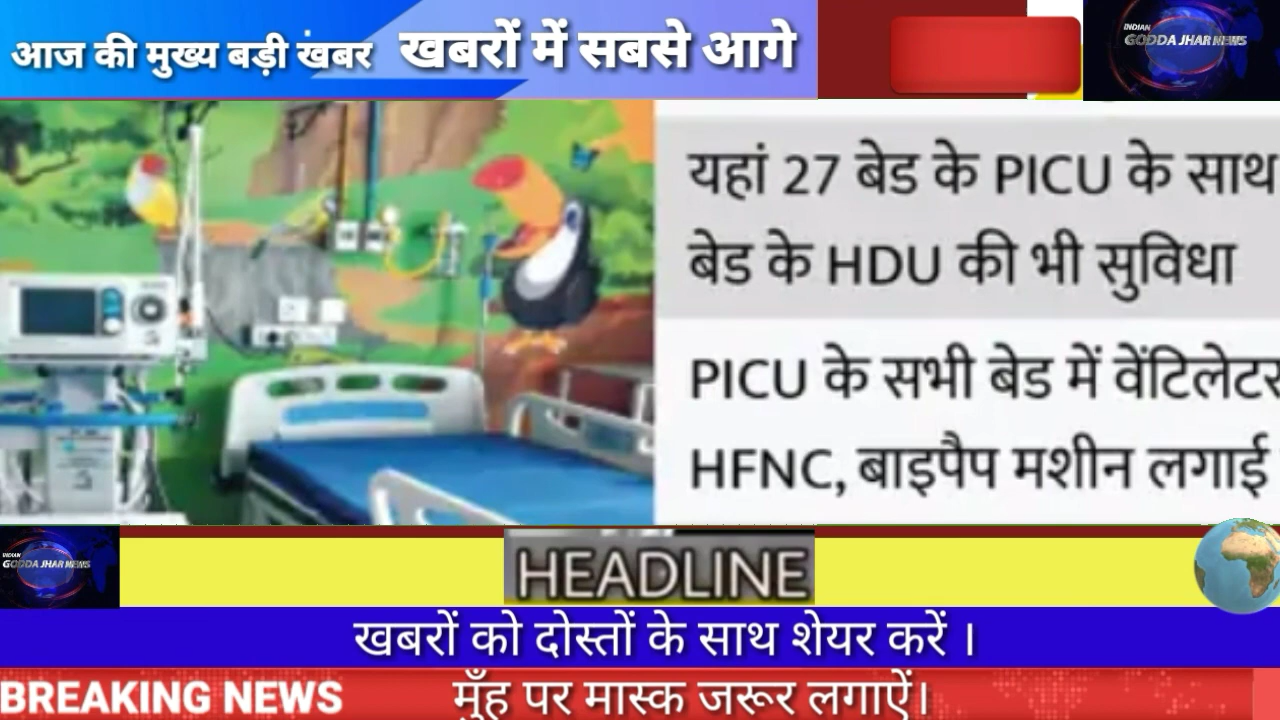 आज की मुख्य बड़ी खबर खबरों में सबसे आगे
INDIAN
GODDA JHAR NEWS
यहां 27 बेड के PICU के साथ
बेड के HDU की भी सुविधा
PICU के सभी बेड में
HFNC, बाइपैप मशीन लगाई
INDIAN
GODDA JHAR NEWS
HEADLINE
खबरों को दोस्तों के साथ शेयर करें ।
BREAKING NEWS मुँह पर मास्क जरूर लगाऐं।